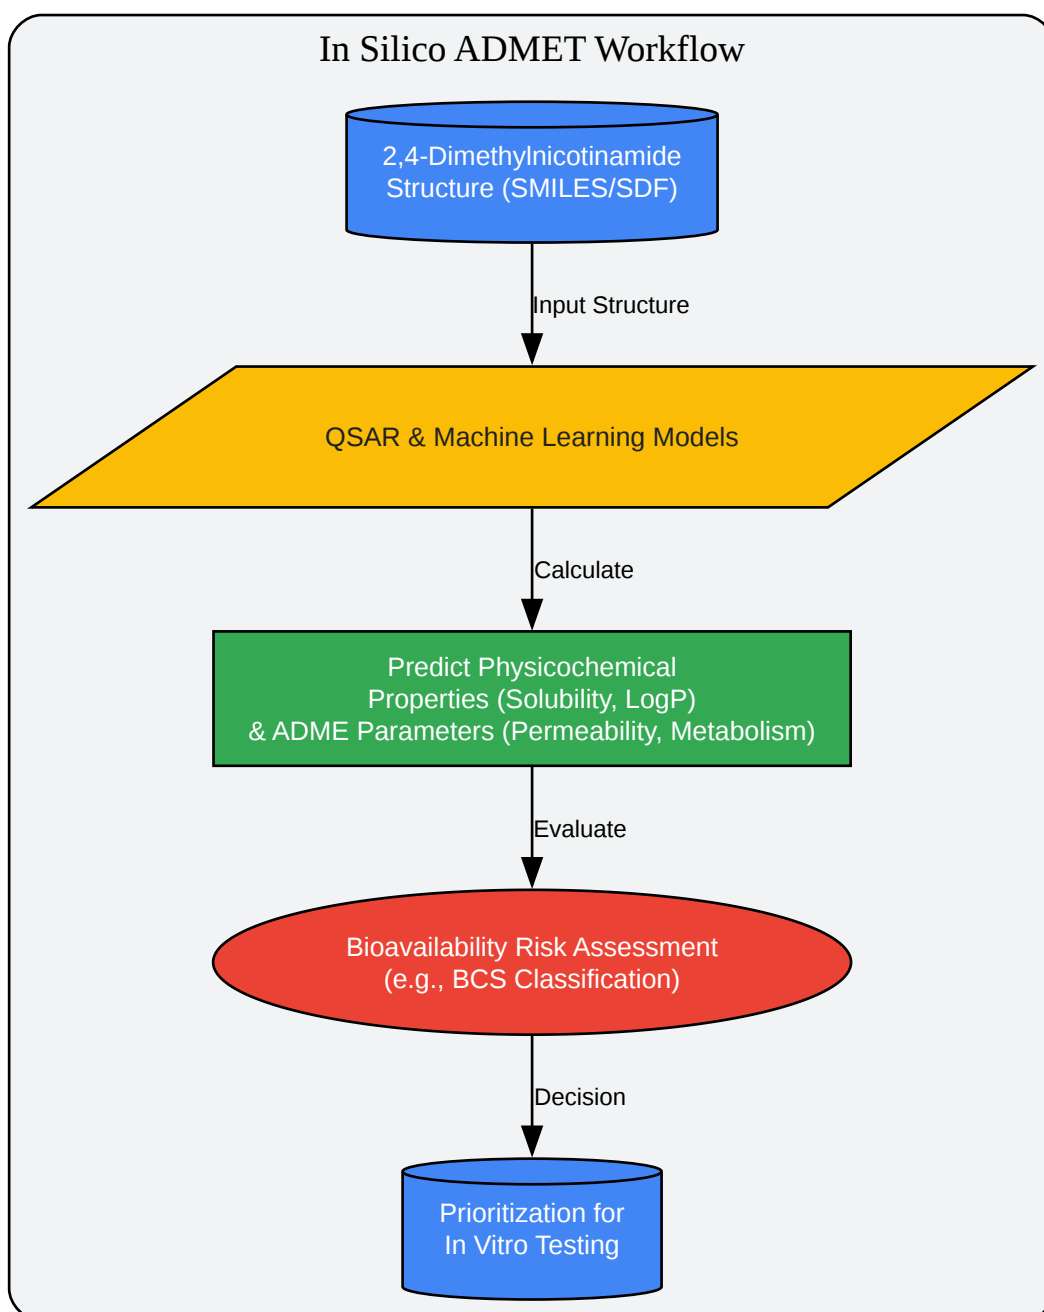 In Silico ADMET Workflow
2,4-Dimethylnicotinamide
Structure (SMILES/SDF)
Input Structure
QSAR & Machine Learning Models
Calculate
Predict Physicochemical
Properties (Solubility, LogP)
& ADME Parameters (Permeability, Metabolism)
Evaluate
Bioavailability Risk Assessment
(e.g., BCS Classification)
Decision
Prioritization for
In Vitro Testing